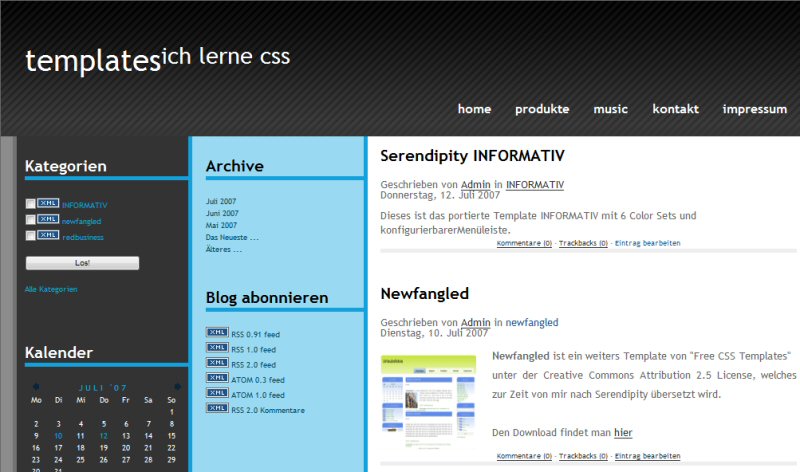 templatesich lerne css
home produkte music kontakt impressum
Kategorien
XML INFORMATIV
XML newfangled
XML redbusiness
Los!
Alle Kategorien
Kalender
JULI '07
Mo Di Mi Do Fr Sa So
1
2 3 4 5 6 7 8
9 10 11 12 13 14 15
16 17 18 19 20 21 22
23 24 25 26 27 28 29
30 31
Archive
Juli 2007
Juni 2007
Mai 2007
Das Neueste ...
Älteres ...
Blog abonnieren
XML RSS 0.91 feed
XML RSS 1.0 feed
XML RSS 2.0 feed
XML ATOM 0.3 feed
XML ATOM 1.0 feed
XML RSS 2.0 Kommentare
Serendipity INFORMATIV
Geschrieben von Admin in INFORMATIV
Donnerstag, 12. Juli 2007
Dieses ist das portierte Template INFORMATIV mit 6 Color Sets und
konfigurierbarerMenüleiste.
Kommentare (0) - Trackbacks (0) - Eintrag bearbeiten
Newfangled
Geschrieben von Admin in newfangled
Dienstag, 10. Juli 2007
Newfangled ist ein weiters Template von "Free CSS Templates"
unter der Creative Commons Attribution 2.5 License, welches
zur Zeit von mir nach Serendipity übersetzt wird.
Den Download findet man hier
Kommentare (0) - Trackbacks (0) - Eintrag bearbeiten